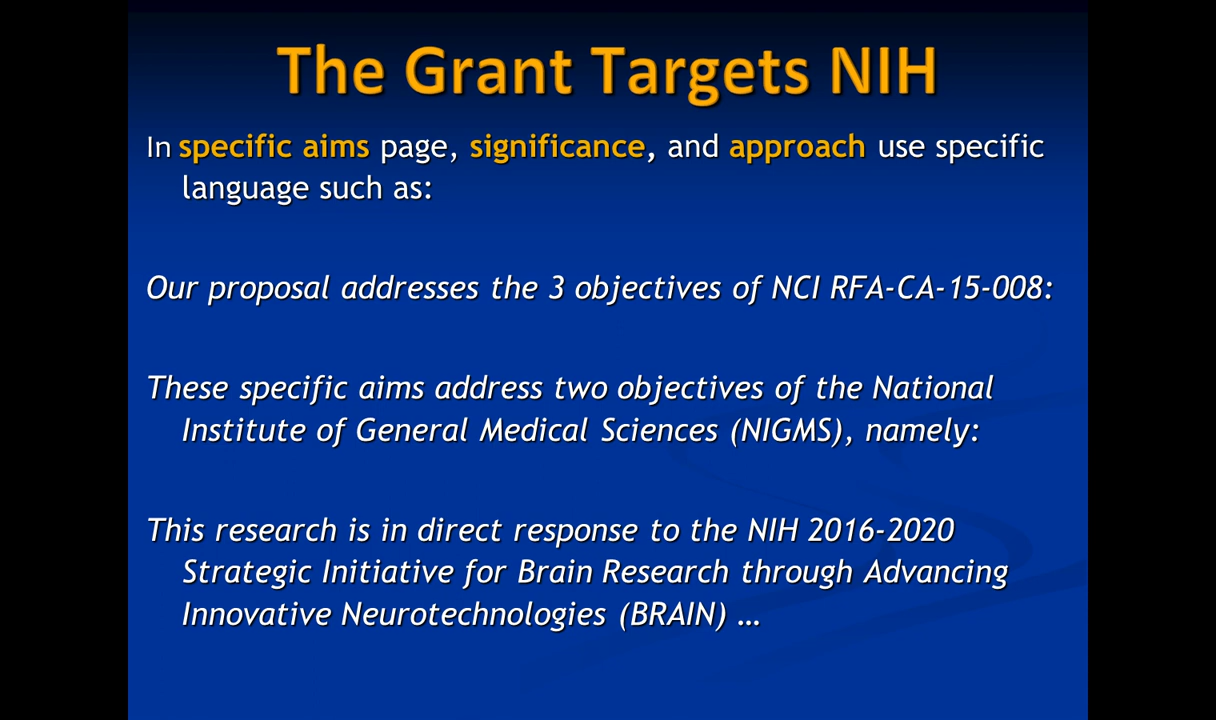 The Grant Targets NIH
In specific aims page, significance, and approach use specific
language such as:
Our proposal addresses the 3 objectives of NCI RFA-CA-15-008:
These specific aims address two objectives of the National
Institute of General Medical Sciences (NIGMS), namely:
This research is in direct response to the NIH 2016-2020
Strategic Initiative for Brain Research through Advancing
Innovative Neurotechnologies (BRAIN) …